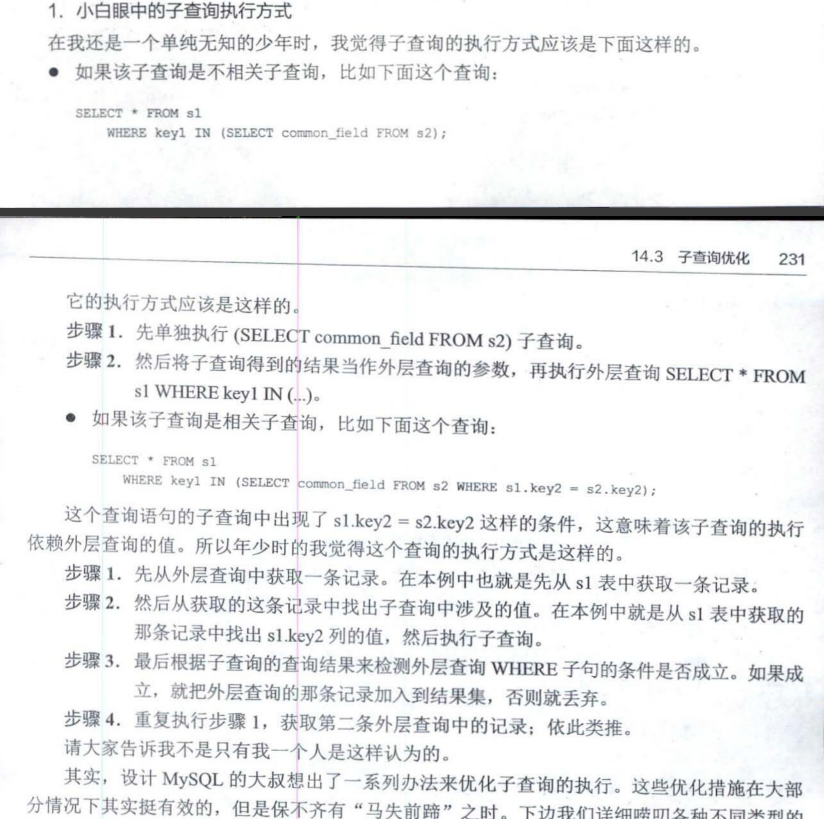 1. 小白眼中的子查询执行方式
在我还是一个单纯无知的少年时，我觉得子查询的执行方式应该是下面这样的。
● 如果该子查询是不相关子查询，比如下面这个查询：
SELECT * FROM s1
WHERE key1 IN (SELECT common_field FROM s2);
14.3 子查询优化 231
它的执行方式应该是这样的。
步骤 1. 先单独执行 (SELECT common_field FROM s2) 子查询。
步骤 2. 然后将子查询得到的结果当作外层查询的参数，再执行外层查询 SELECT * FROM
s1 WHERE key1 IN (...)。
● 如果该子查询是相关子查询，比如下面这个查询：
SELECT * FROM s1
WHERE key1 IN (SELECT common_field FROM s2 WHERE s1.key2 = s2.key2);
这个查询语句的子查询中出现了 s1.key2 = s2.key2 这样的条件，这意味着该子查询的执行
依赖外层查询的值。所以年少时的我觉得这个查询的执行方式是这样的。
步骤 1. 先从外层查询中获取一条记录。在本例中也就是先从 s1 表中获取一条记录。
步骤 2. 然后从获取的这条记录中找出子查询中涉及的值。在本例中就是从 s1 表中获取的
那条记录中找出 s1.key2 列的值，然后执行子查询。
步骤 3. 最后根据子查询的查询结果来检测外层查询 WHERE 子句的条件是否成立。如果成
立，就把外层查询的那条记录加入到结果集，否则就丢弃。
步骤 4. 重复执行步骤 1，获取第二条外层查询中的记录；依此类推。
请大家告诉我不是只有我一个人是这样认为的。
其实，设计 MySQL 的大叔想出了一系列办法来优化子查询的执行。这些优化措施在大部
分情况下其实挺有效的，但是保不齐有“马失前蹄”之时。下边我们详细唠叨各种不同类型的